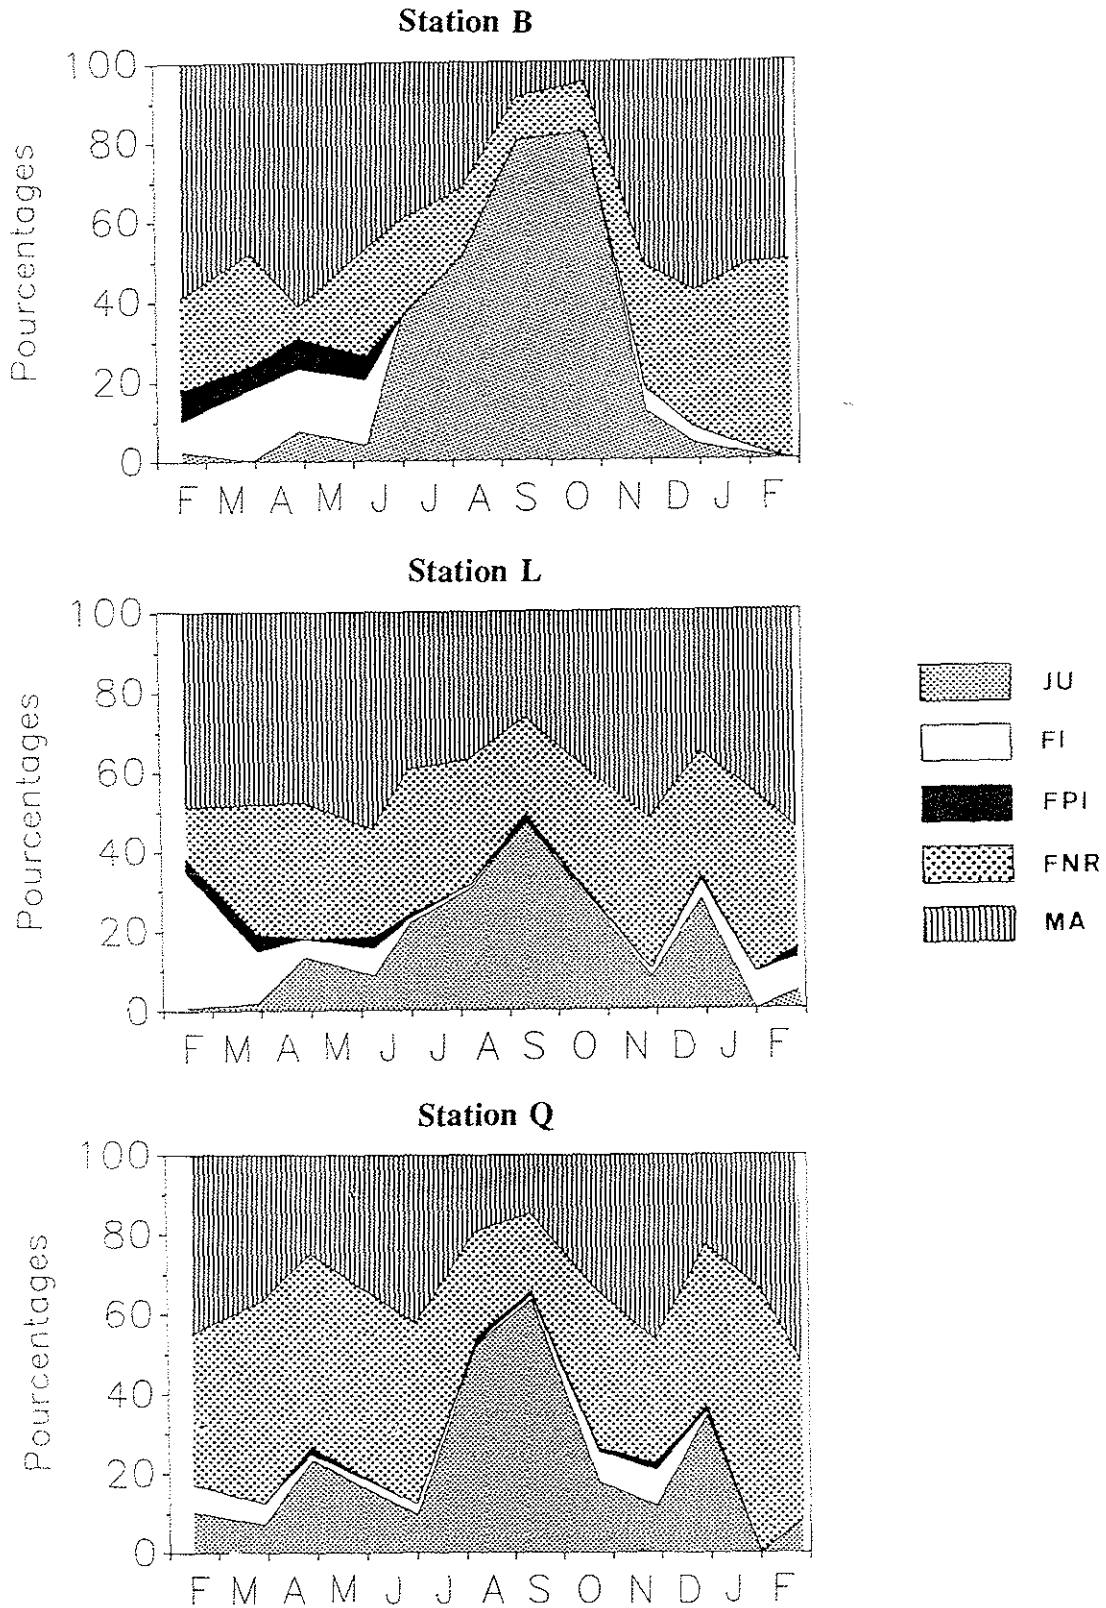 Station B
Pourcentages
100
80
60
40
20
0
F M A M J J A S O N D J F
Station L
Pourcentages
100
80
60
40
20
0
F M A M J J A S O N D J F
JU
FI
FPI
FNR
MA
Station Q
Pourcentages
100
80
60
40
20
0
F M A M J J A S O N D J F